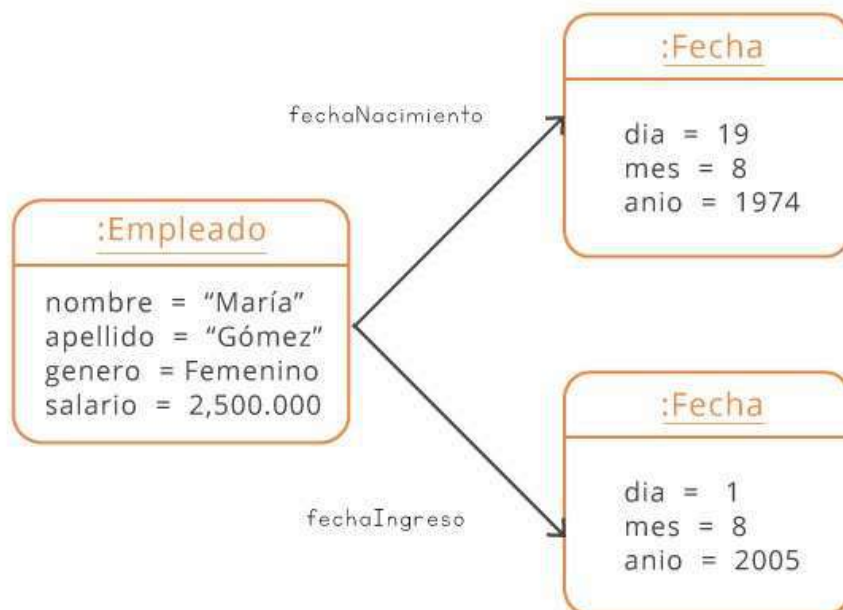 :Fecha
dia = 19
mes = 8
anio = 1974
fechaNacimiento
:Empleado
nombre = “María”
apellido = “Gómez”
genero = Femenino
salario = 2,500.000
fechaIngreso
:Fecha
dia = 1
mes = 8
anio = 2005